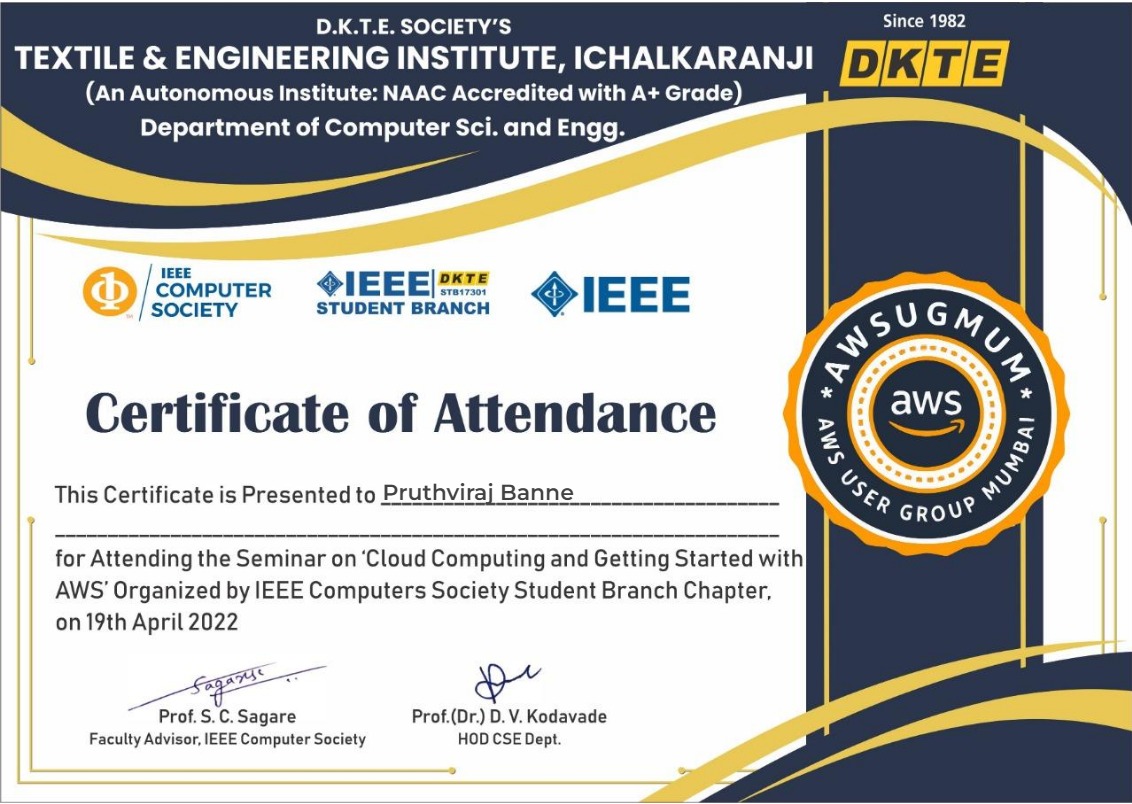 D.K.T.E. SOCIETY'S
TEXTILE & ENGINEERING INSTITUTE, ICHALKARANJI
(An Autonomous Institute: NAAC Accredited with A+ Grade)
Department of Computer Sci. and Engg.
Since 1982
DKTE
IEEE
COMPUTER
SOCIETY
IEEE DKTE
STB17301
STUDENT BRANCH
IEEE
Certificate of Attendance
This Certificate is Presented to Pruthviraj Banne
for Attending the Seminar on 'Cloud Computing and Getting Started with
AWS' Organized by IEEE Computers Society Student Branch Chapter,
on 19th April 2022
Sagarse
Prof. S. C. Sagare
Faculty Advisor, IEEE Computer Society
Prof.(Dr.) D. V. Kodavade
HOD CSE Dept.
* AWSUGMUM *
aws
AWS USER GROUP MUMBAI